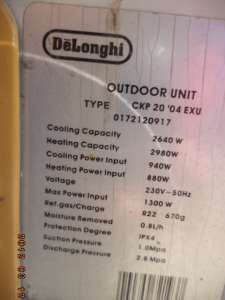 DeLonghi
OUTDOOR UNIT
TYPE CKP 20 '04 EXU
0172120917
Cooling Capacity 2640 W
Heating Capacity 2980W
Cooling Power Input 940W
Heating Power Input 880W
Voltage 230V~50Hz
Max Power Input 1300 W
Ref.gas/Charge R22 670g
Moisture Removed 0.8L/h
Protection Degree IPX4
Suction Pressure 1.0Mpa
Discharge Pressure 2.6 Mpa